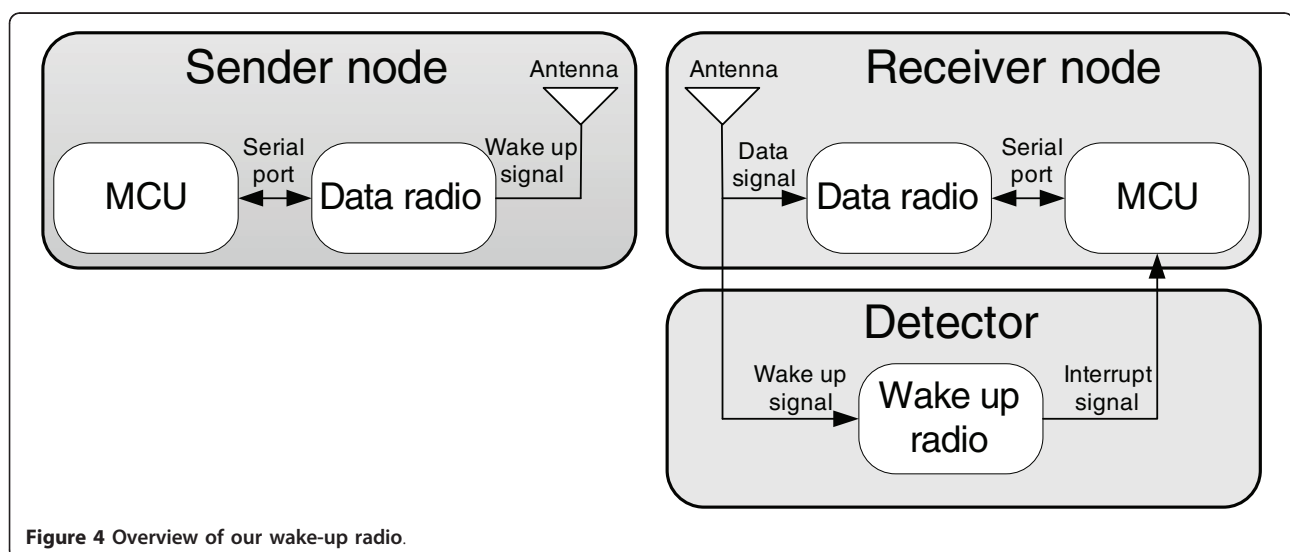 Sender node
Antenna
MCU
Serial
port
Data radio
Wake up
signal
Receiver node
Antenna
Data
signal
Data radio
Serial
port
MCU
Detector
Wake up
signal
Wake up
radio
Interrupt
signal
Figure 4 Overview of our wake-up radio.